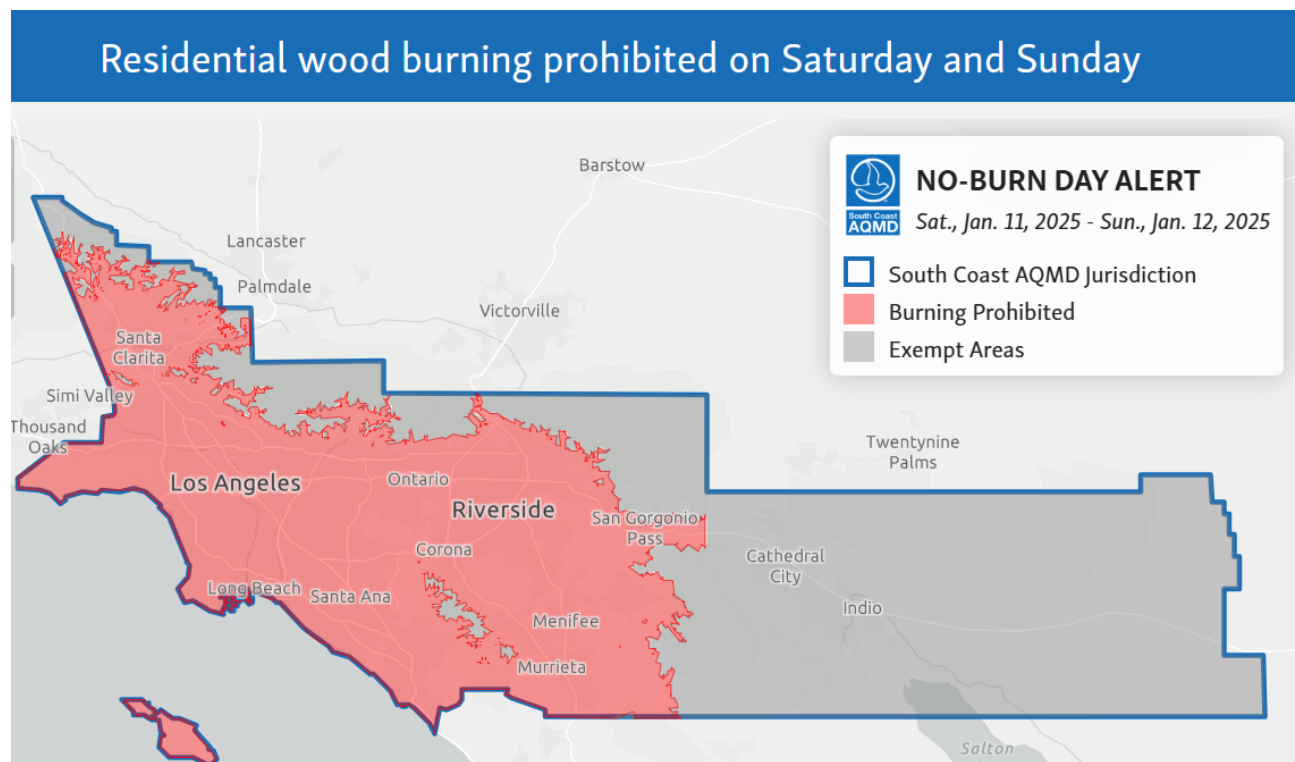 Residential wood burning prohibited on Saturday and Sunday
Barstow
South Coast
AQMD
NO-BURN DAY ALERT
Sat., Jan. 11, 2025 - Sun., Jan. 12, 2025
South Coast AQMD Jurisdiction
Burning Prohibited
Exempt Areas
Lancaster
Palmdale
Victorville
Santa
Clarita
Simi Valley
Thousand
Oaks
Twentynine
Palms
Los Angeles
Ontario
Riverside
San Gorgonio
Pass
Corona
Cathedral
City
Long Beach
Santa Ana
Indio
Menifee
Murrieta
Salton